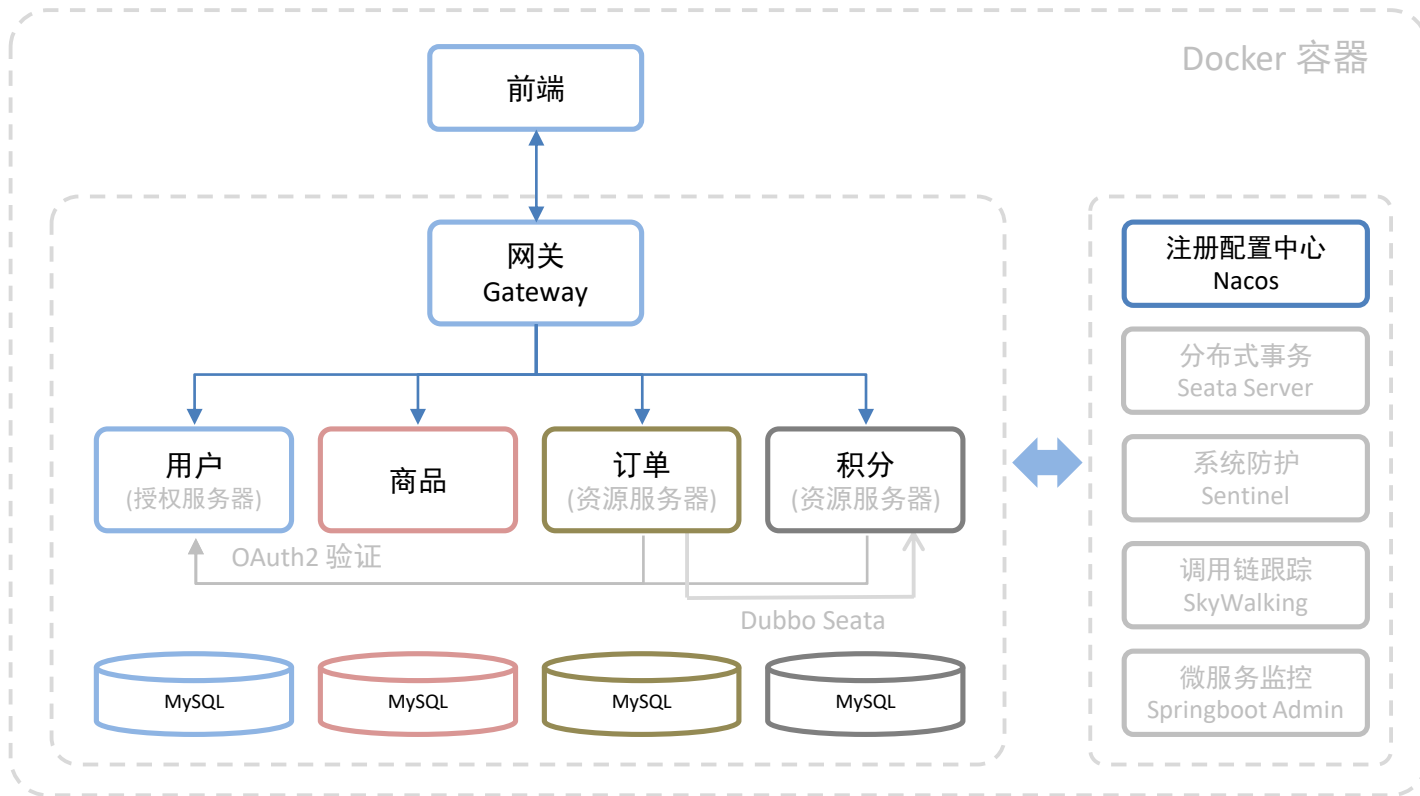 Docker 容器
前端
网关
Gateway
用户
(授权服务器)
商品
订单
(资源服务器)
积分
(资源服务器)
OAuth2 验证
Dubbo Seata
MySQL
MySQL
MySQL
MySQL
注册配置中心
Nacos
分布式事务
Seata Server
系统防护
Sentinel
调用链跟踪
SkyWalking
微服务监控
Springboot Admin